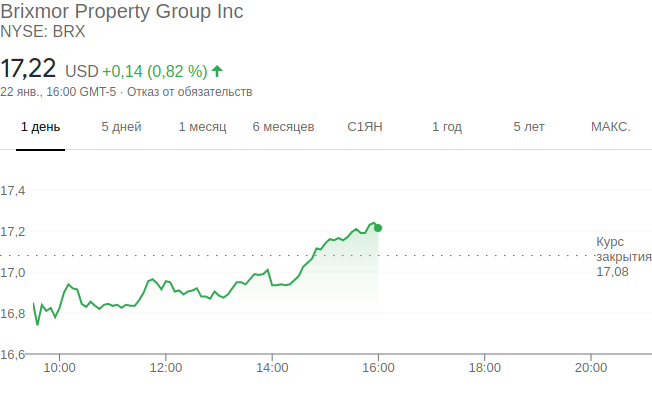 Brixmor Property Group Inc
NYSE: BRX
17,22 USD +0,14 (0,82 %)
22 янв., 16:00 GMT-5 · Отказ от обязательств
1 день 5 дней 1 месяц 6 месяцев С1ЯН 1 год 5 лет МАКС.
17,4
17,2
Курс
закрытия
17,08
17,0
16,8
16,6
10:00 12:00 14:00 16:00 18:00 20:00